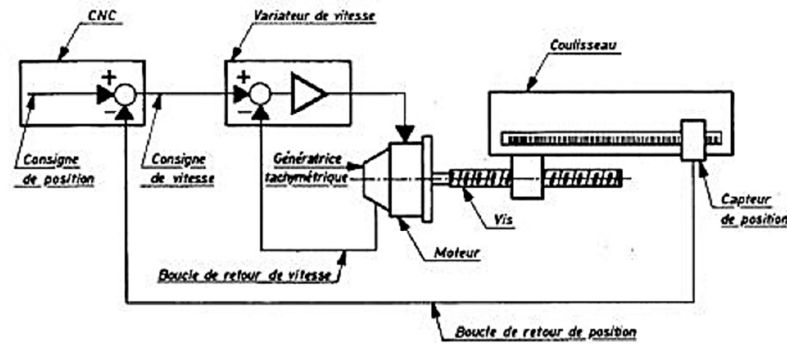 CNC
Variateur de vitesse
Coulisseau
+
-
+
-
Consigne
de position
Consigne
de vitesse
Génératrice
tachymétrique
Vis
Capteur
de position
Moteur
Boucle de retour de vitesse
Boucle de retour de position